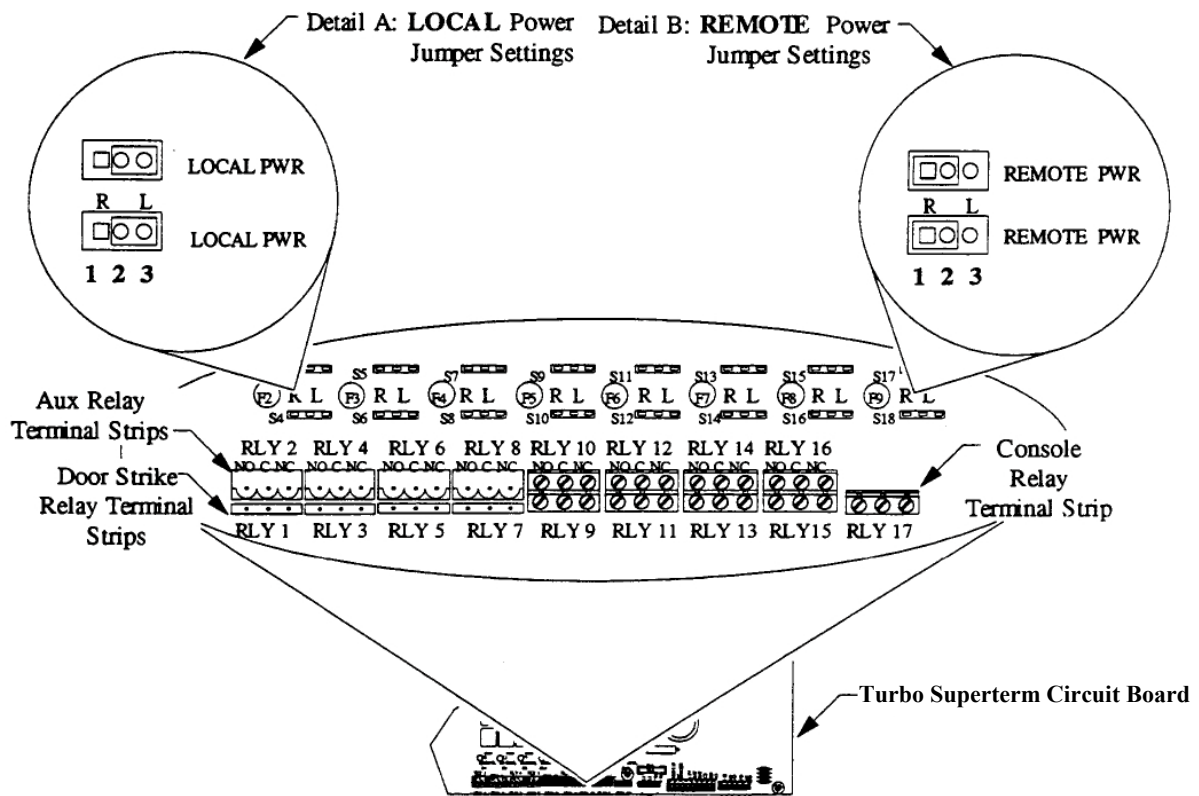 Detail A: LOCAL Power
Jumper Settings
Detail B: REMOTE Power
Jumper Settings
LOCAL PWR
R L
LOCAL PWR
1 2 3
REMOTE PWR
R L
REMOTE PWR
1 2 3
S5 S7 S9 S11 S13 S15 S17
F2 R L F3 R L F4 R L F5 R L F6 R L F7 R L F8 R L F9 R L
S4 S6 S8 S10 S12 S14 S16 S18
Aux Relay
Terminal Strips
RLY 2 RLY 4 RLY 6 RLY 8 RLY 10 RLY 12 RLY 14 RLY 16
NO C NC NO C NC NO C NC NO C NC NO C NC NO C NC NO C NC NO C NC
Door Strike
Relay Terminal
Strips
RLY 1 RLY 3 RLY 5 RLY 7 RLY 9 RLY 11 RLY 13 RLY15 RLY 17
Console
Relay
Terminal Strip
Turbo Superterm Circuit Board